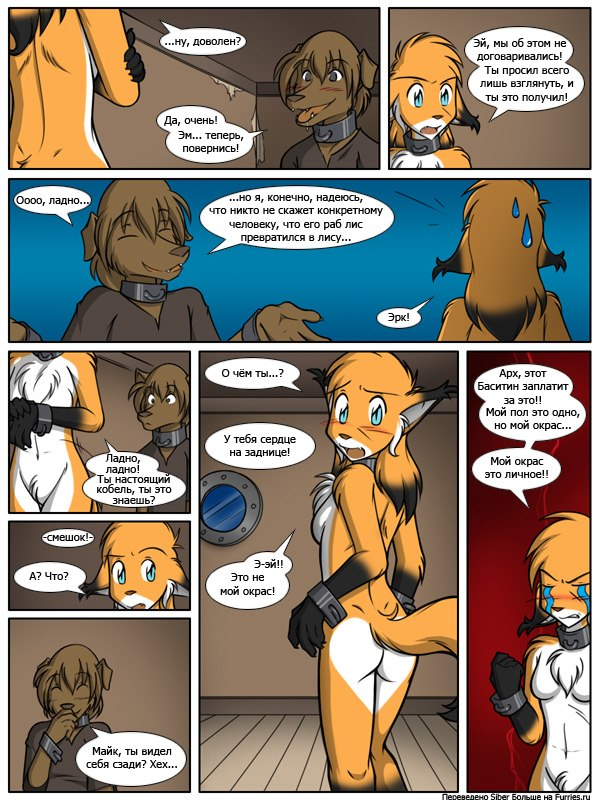 ...ну, доволен?
Да, очень!
Эм... теперь,
повернись!
Эй, мы об этом не
договаривались!
Ты просил всего
лишь взглянуть, и
ты это получил!
Оооо, ладно...
...но я, конечно, надеюсь,
что никто не скажет конкретному
человеку, что его раб лис
превратился в лису...
Эрк!
Ладно,
ладно!
Ты настоящий
кобель, ты это
знаешь?
-смешок!-
А? Что?
Майк, ты видел
себя сзади? Хех...
О чём ты...?
У тебя сердце
на заднице!
Э-эй!!
Это не
мой окрас!
Арх, этот
Баситин заплатит
за это!!
Мой пол это одно,
но мой окрас...
Мой окрас
это личное!!
Переведено Siber Больше на Furries.ru